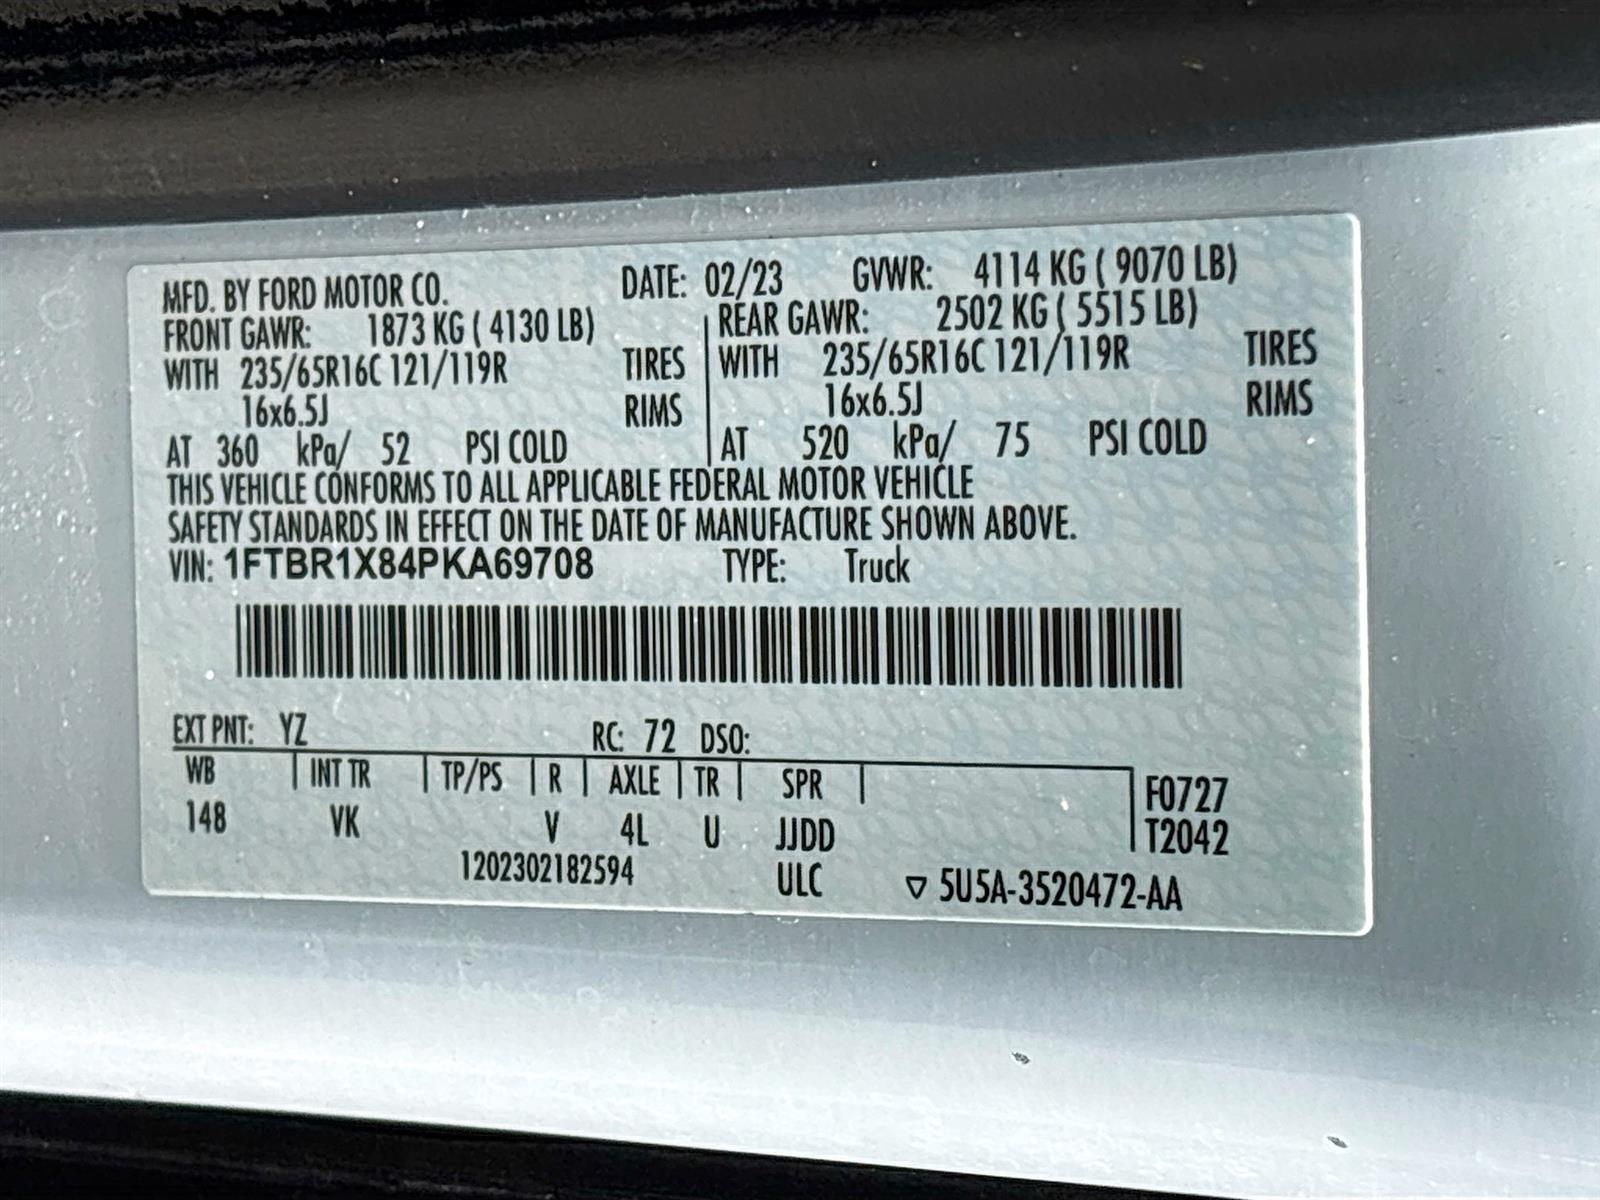 MFD. BY FORD MOTOR CO. DATE: 02/23 GVWR: 4114 KG ( 9070 LB)
FRONT GAWR: 1873 KG ( 4130 LB) REAR GAWR: 2502 KG ( 5515 LB)
WITH 235/65R16C 121/119R TIRES WITH 235/65R16C 121/119R TIRES
16x6.5J RIMS 16x6.5J RIMS
AT 360 kPa/ 52 PSI COLD AT 520 kPa/ 75 PSI COLD
THIS VEHICLE CONFORMS TO ALL APPLICABLE FEDERAL MOTOR VEHICLE
SAFETY STANDARDS IN EFFECT ON THE DATE OF MANUFACTURE SHOWN ABOVE.
VIN: 1FTBR1X84PKA69708 TYPE: Truck
EXT PNT: YZ RC: 72 DSO:
WB INT TR TP/PS R AXLE TR SPR F0727
148 VK V 4L U JJDD T2042
1202302182594 ULC ▽ 5U5A-3520472-AA